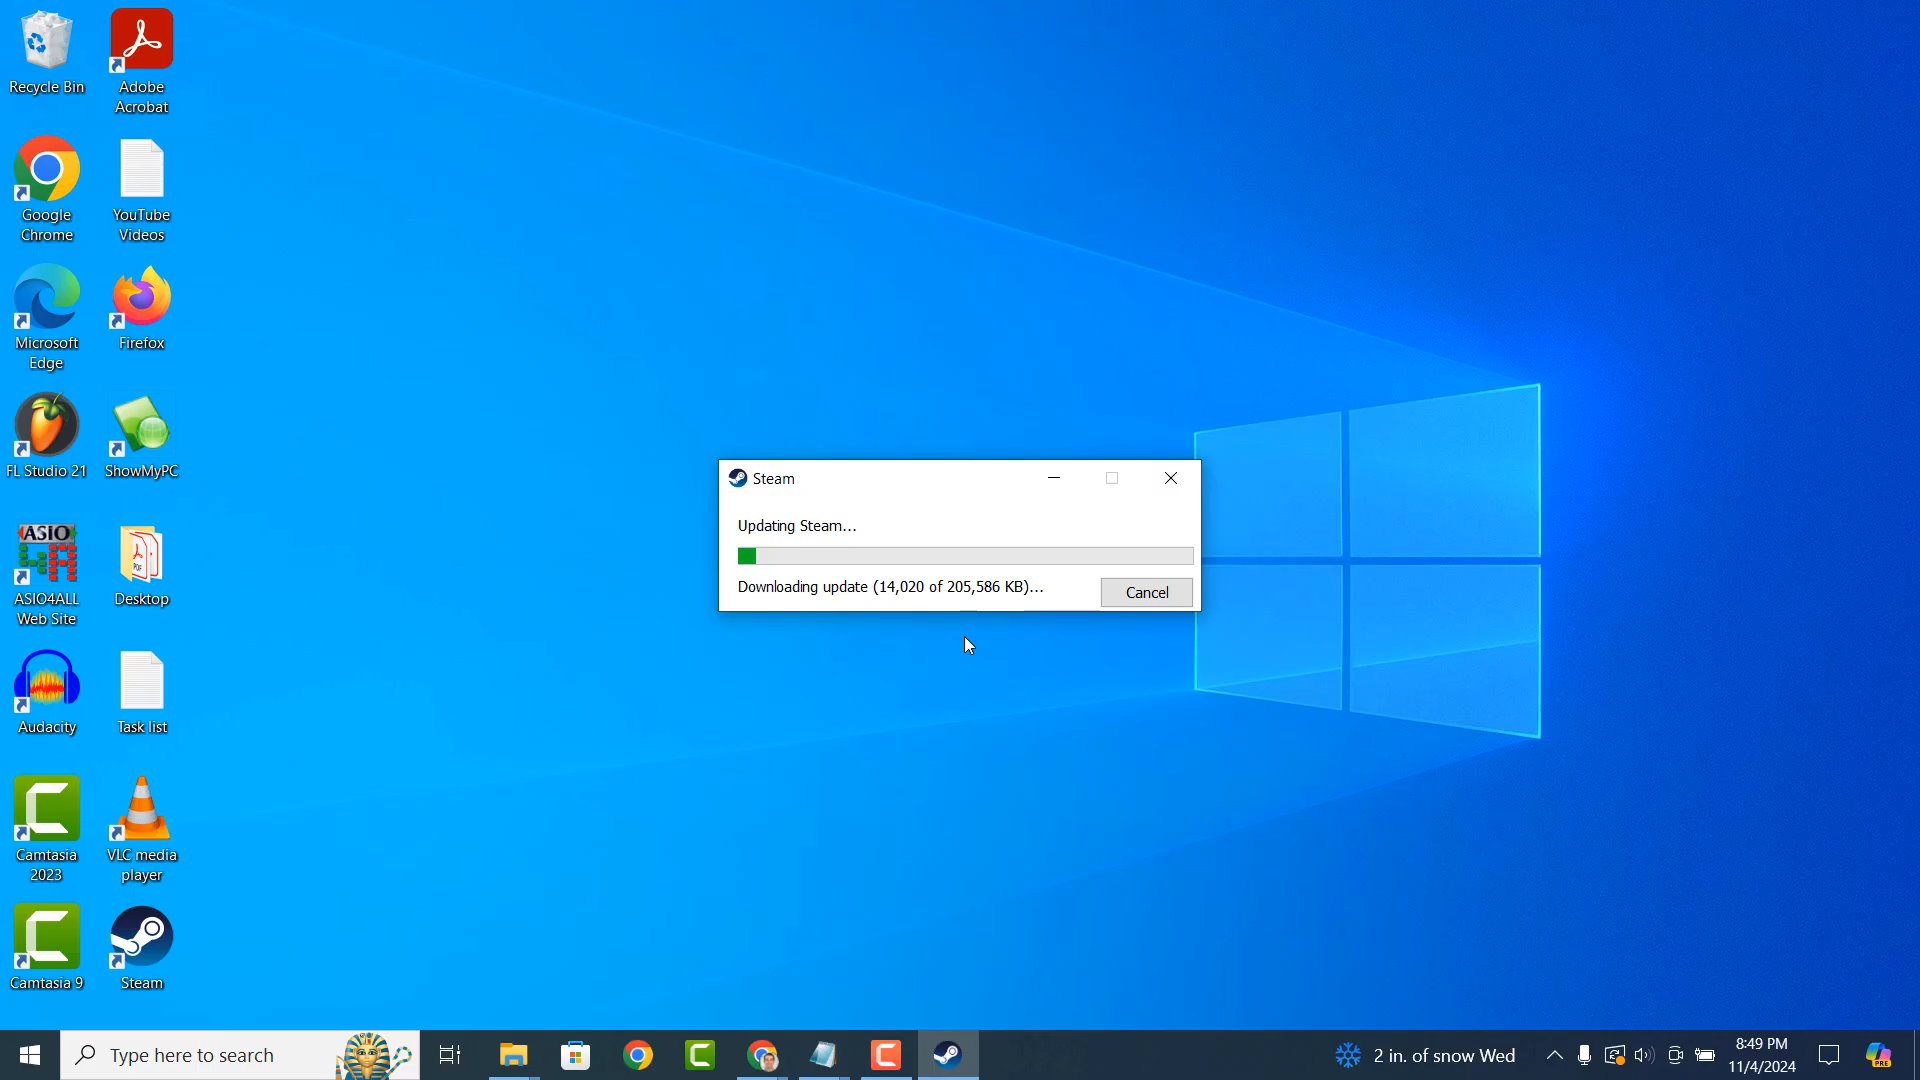 Recycle Bin
Adobe
Acrobat
Google
Chrome
YouTube
Videos
Microsoft
Edge
Firefox
FL Studio 21
ShowMyPC
ASIO
ASIO4ALL
Web Site
PDF
Desktop
Audacity
Task list
Camtasia
2023
VLC media
player
Camtasia 9
Steam
Steam
Updating Steam...
Downloading update (14,020 of 205,586 KB)...
Cancel
Type here to search
2 in. of snow Wed
8:49 PM
11/4/2024
PRE